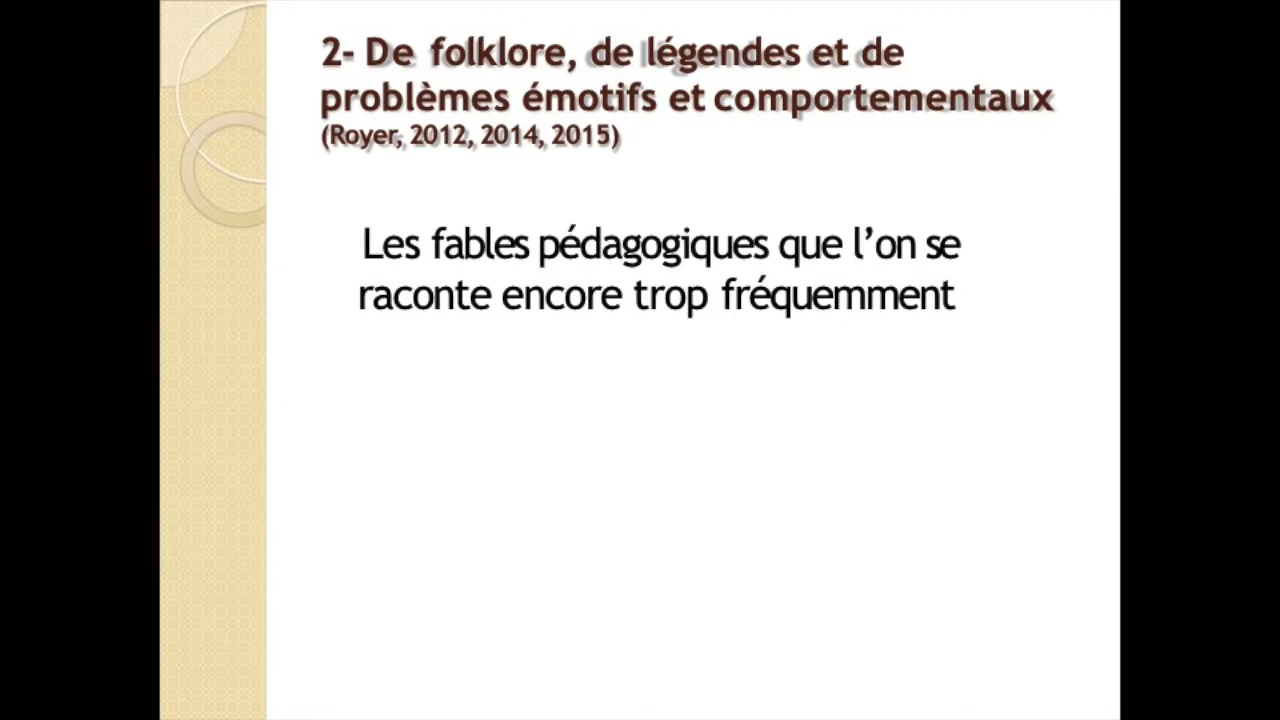 2- De folklore, de légendes et de
problèmes émotifs et comportementaux
(Royer, 2012, 2014, 2015)
Les fables pédagogiques que l’on se
raconte encore trop fréquemment